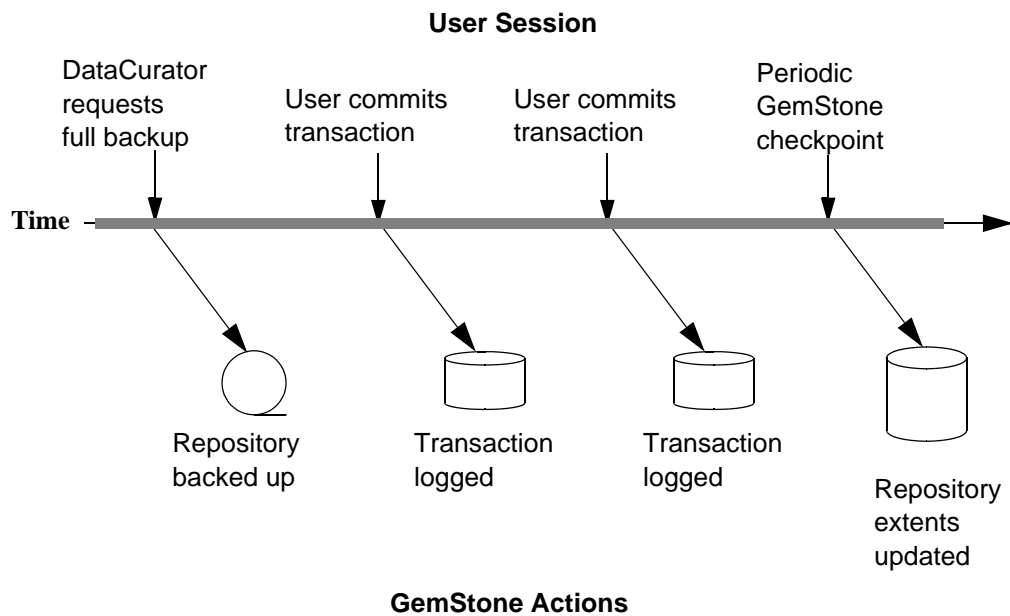 User Session
DataCurator
requests
full backup
User commits
transaction
User commits
transaction
Periodic
GemStone
checkpoint
Time
Repository
backed up
Transaction
logged
Transaction
logged
Repository
extents
updated
GemStone Actions